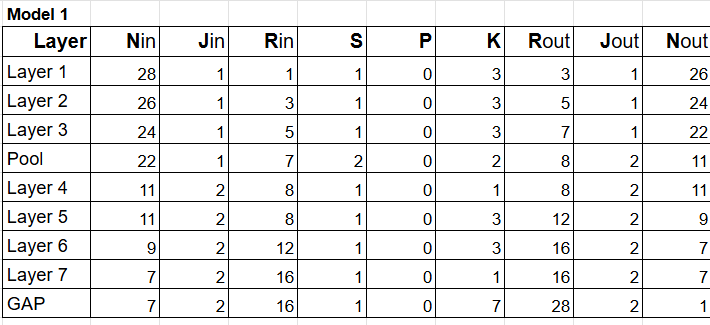 Model 1
Layer Nin Jin Rin S P K Rout Jout Nout
Layer 1 28 1 1 1 0 3 3 1 26
Layer 2 26 1 3 1 0 3 5 1 24
Layer 3 24 1 5 1 0 3 7 1 22
Pool 22 1 7 2 0 2 8 2 11
Layer 4 11 2 8 1 0 1 8 2 11
Layer 5 11 2 8 1 0 3 12 2 9
Layer 6 9 2 12 1 0 3 16 2 7
Layer 7 7 2 16 1 0 1 16 2 7
GAP 7 2 16 1 0 7 28 2 1